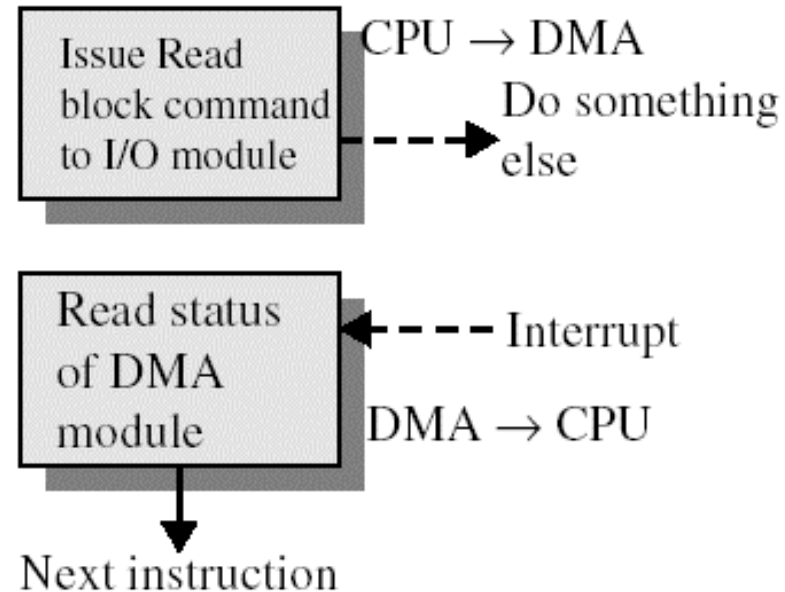 Issue Read
block command
to I/O module
CPU → DMA
Do something
else
Read status
of DMA
module
Interrupt
DMA → CPU
Next instruction